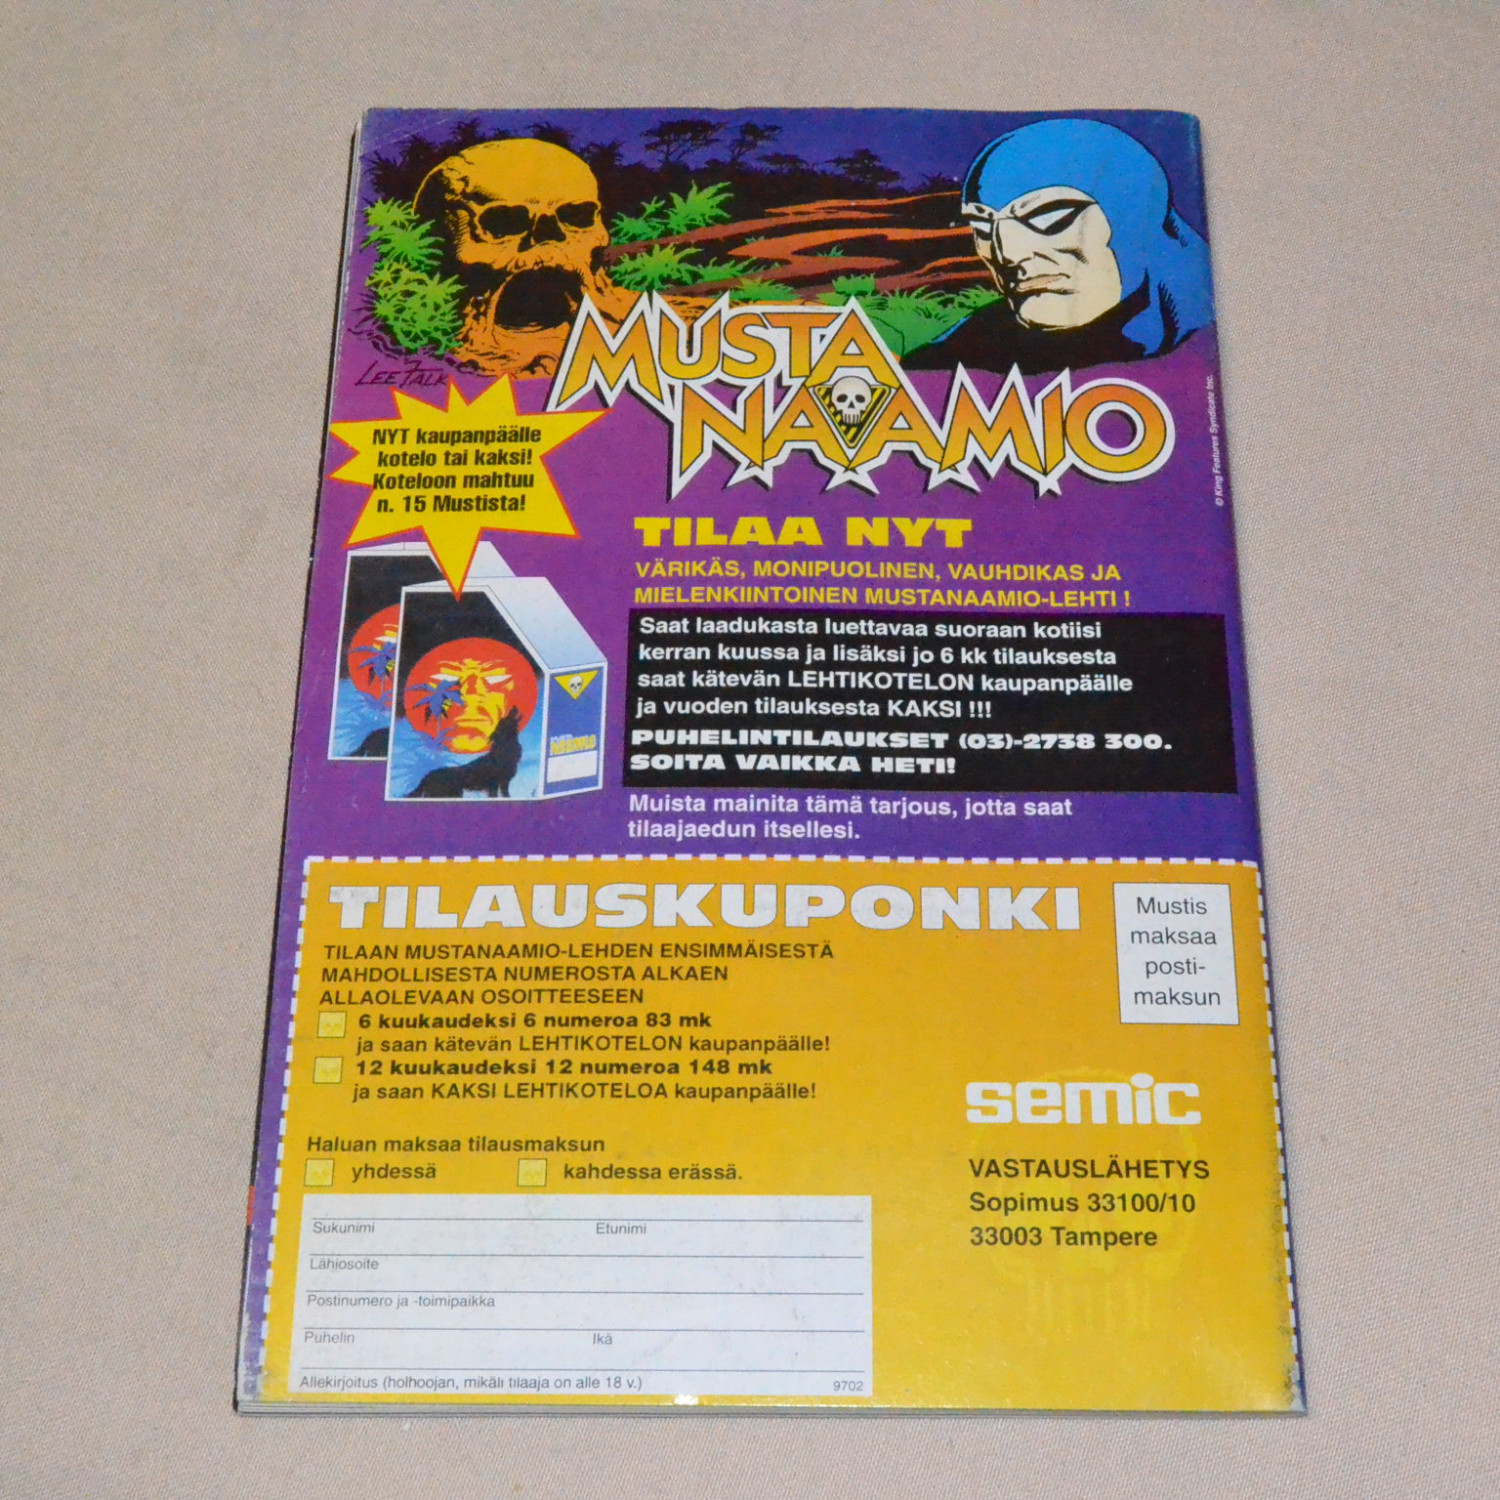 LEE FALK
MUSTA
NAAMIO
© King Features Syndicate Inc.
NYT kaupanpäälle
kotelo tai kaksi!
Koteloon mahtuu
n. 15 Mustista!
TILAA NYT
VÄRIKÄS, MONIPUOLINEN, VAUHDIKAS JA
MIELENKIINTOINEN MUSTANAAMIO-LEHTI !
Saat laadukasta luettavaa suoraan kotiisi
kerran kuussa ja lisäksi jo 6 kk tilauksesta
saat kätevän LEHTIKOTELON kaupanpäälle
ja vuoden tilauksesta KAKSI !!!
PUHELINTILAUKSET (03)-2738 300.
SOITA VAIKKA HETI!
Muista mainita tämä tarjous, jotta saat
tilaajaedun itsellesi.
TILAUSKUPONKI
Mustis
maksaa
posti-
maksun
TILAAN MUSTANAAMIO-LEHDEN ENSIMMÄISESTÄ
MAHDOLLISESTA NUMEROSTA ALKAEN
ALLAOLEVAAN OSOITTEESEEN
6 kuukaudeksi 6 numeroa 83 mk
ja saan kätevän LEHTIKOTELON kaupanpäälle!
12 kuukaudeksi 12 numeroa 148 mk
ja saan KAKSI LEHTIKOTELOA kaupanpäälle!
Haluan maksaa tilausmaksun
yhdessä kahdessa erässä.
semic
VASTAUSLÄHETYS
Sopimus 33100/10
33003 Tampere
Sukunimi Etunimi
Lähiosoite
Postinumero ja -toimipaikka
Puhelin Ikä
Allekirjoitus (holhoojan, mikäli tilaaja on alle 18 v.) 9702